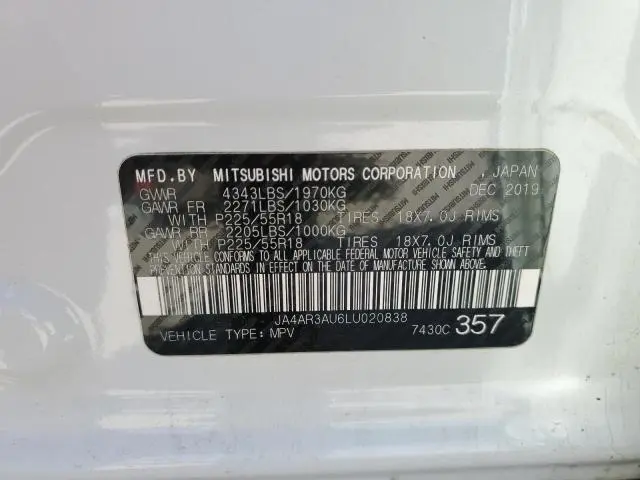 MFD.BY MITSUBISHI MOTORS CORPORATION , JAPAN
GVWR 4343LBS/1970KG DEC 2019
GAWR FR 2271LBS/1030KG
WITH P225/55R18 TIRES 18X7.0J RIMS
GAWR RR 2205LBS/1000KG
WITH P225/55R18 TIRES 18X7.0J RIMS
THIS VEHICLE CONFORMS TO ALL APPLICABLE FEDERAL MOTOR VEHICLE SAFETY AND THEFT PREVENTION STANDARDS IN EFFECT ON THE DATE OF MANUFACTURE SHOWN ABOVE.
JA4AR3AU6LU020838
VEHICLE TYPE:MPV 7430C 357